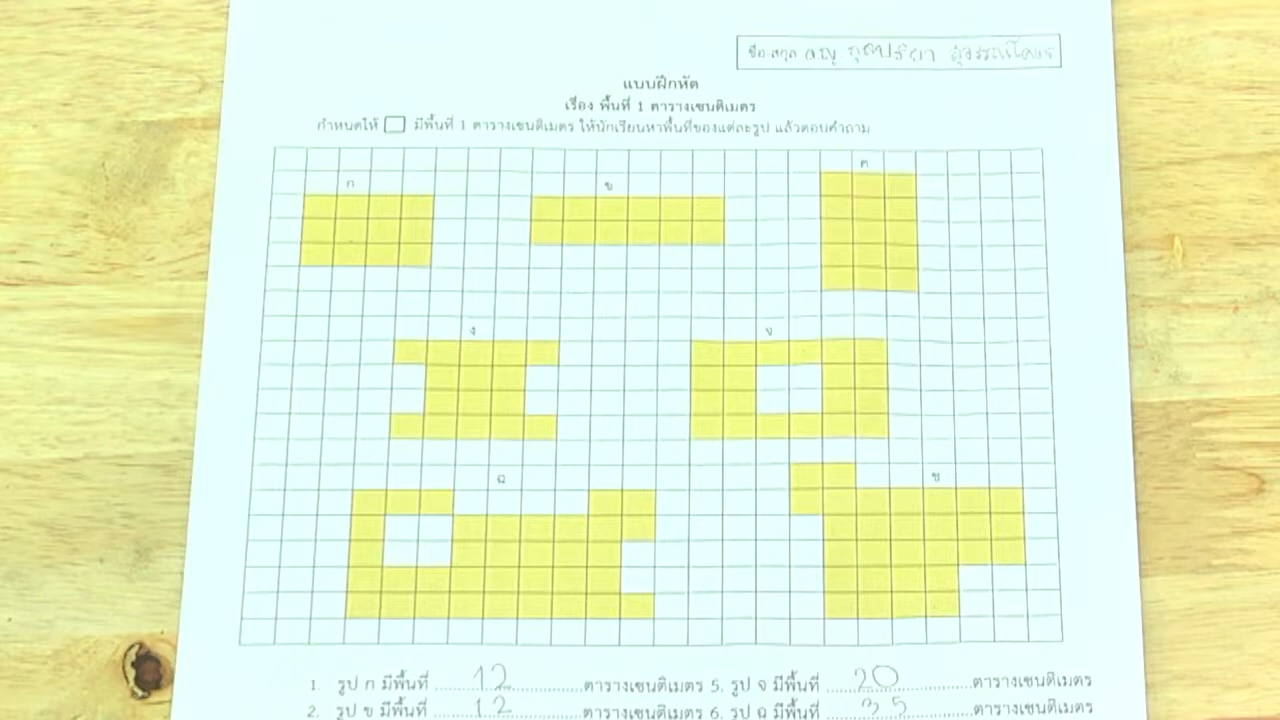 ชื่อ-สกุล ด.ญ.
แบบฝึกหัด
เรื่อง พื้นที่ 1 ตารางเซนติเมตร
กำหนดให้ มีพื้นที่ 1 ตารางเซนติเมตร ให้นักเรียนหาพื้นที่ของแต่ละรูป แล้วตอบคำถาม
ค
ก ข
ง จ
ฉ ช
1. รูป ก มีพื้นที่ ..... 12 ..... ตารางเซนติเมตร 5. รูป จ มีพื้นที่ ..... 20 ..... ตารางเซนติเมตร
2. รูป ข มีพื้นที่ ..... 12 ..... ตารางเซนติเมตร 6. รูป ฉ มีพื้นที่ ..... 35 ..... ตารางเซนติเมตร